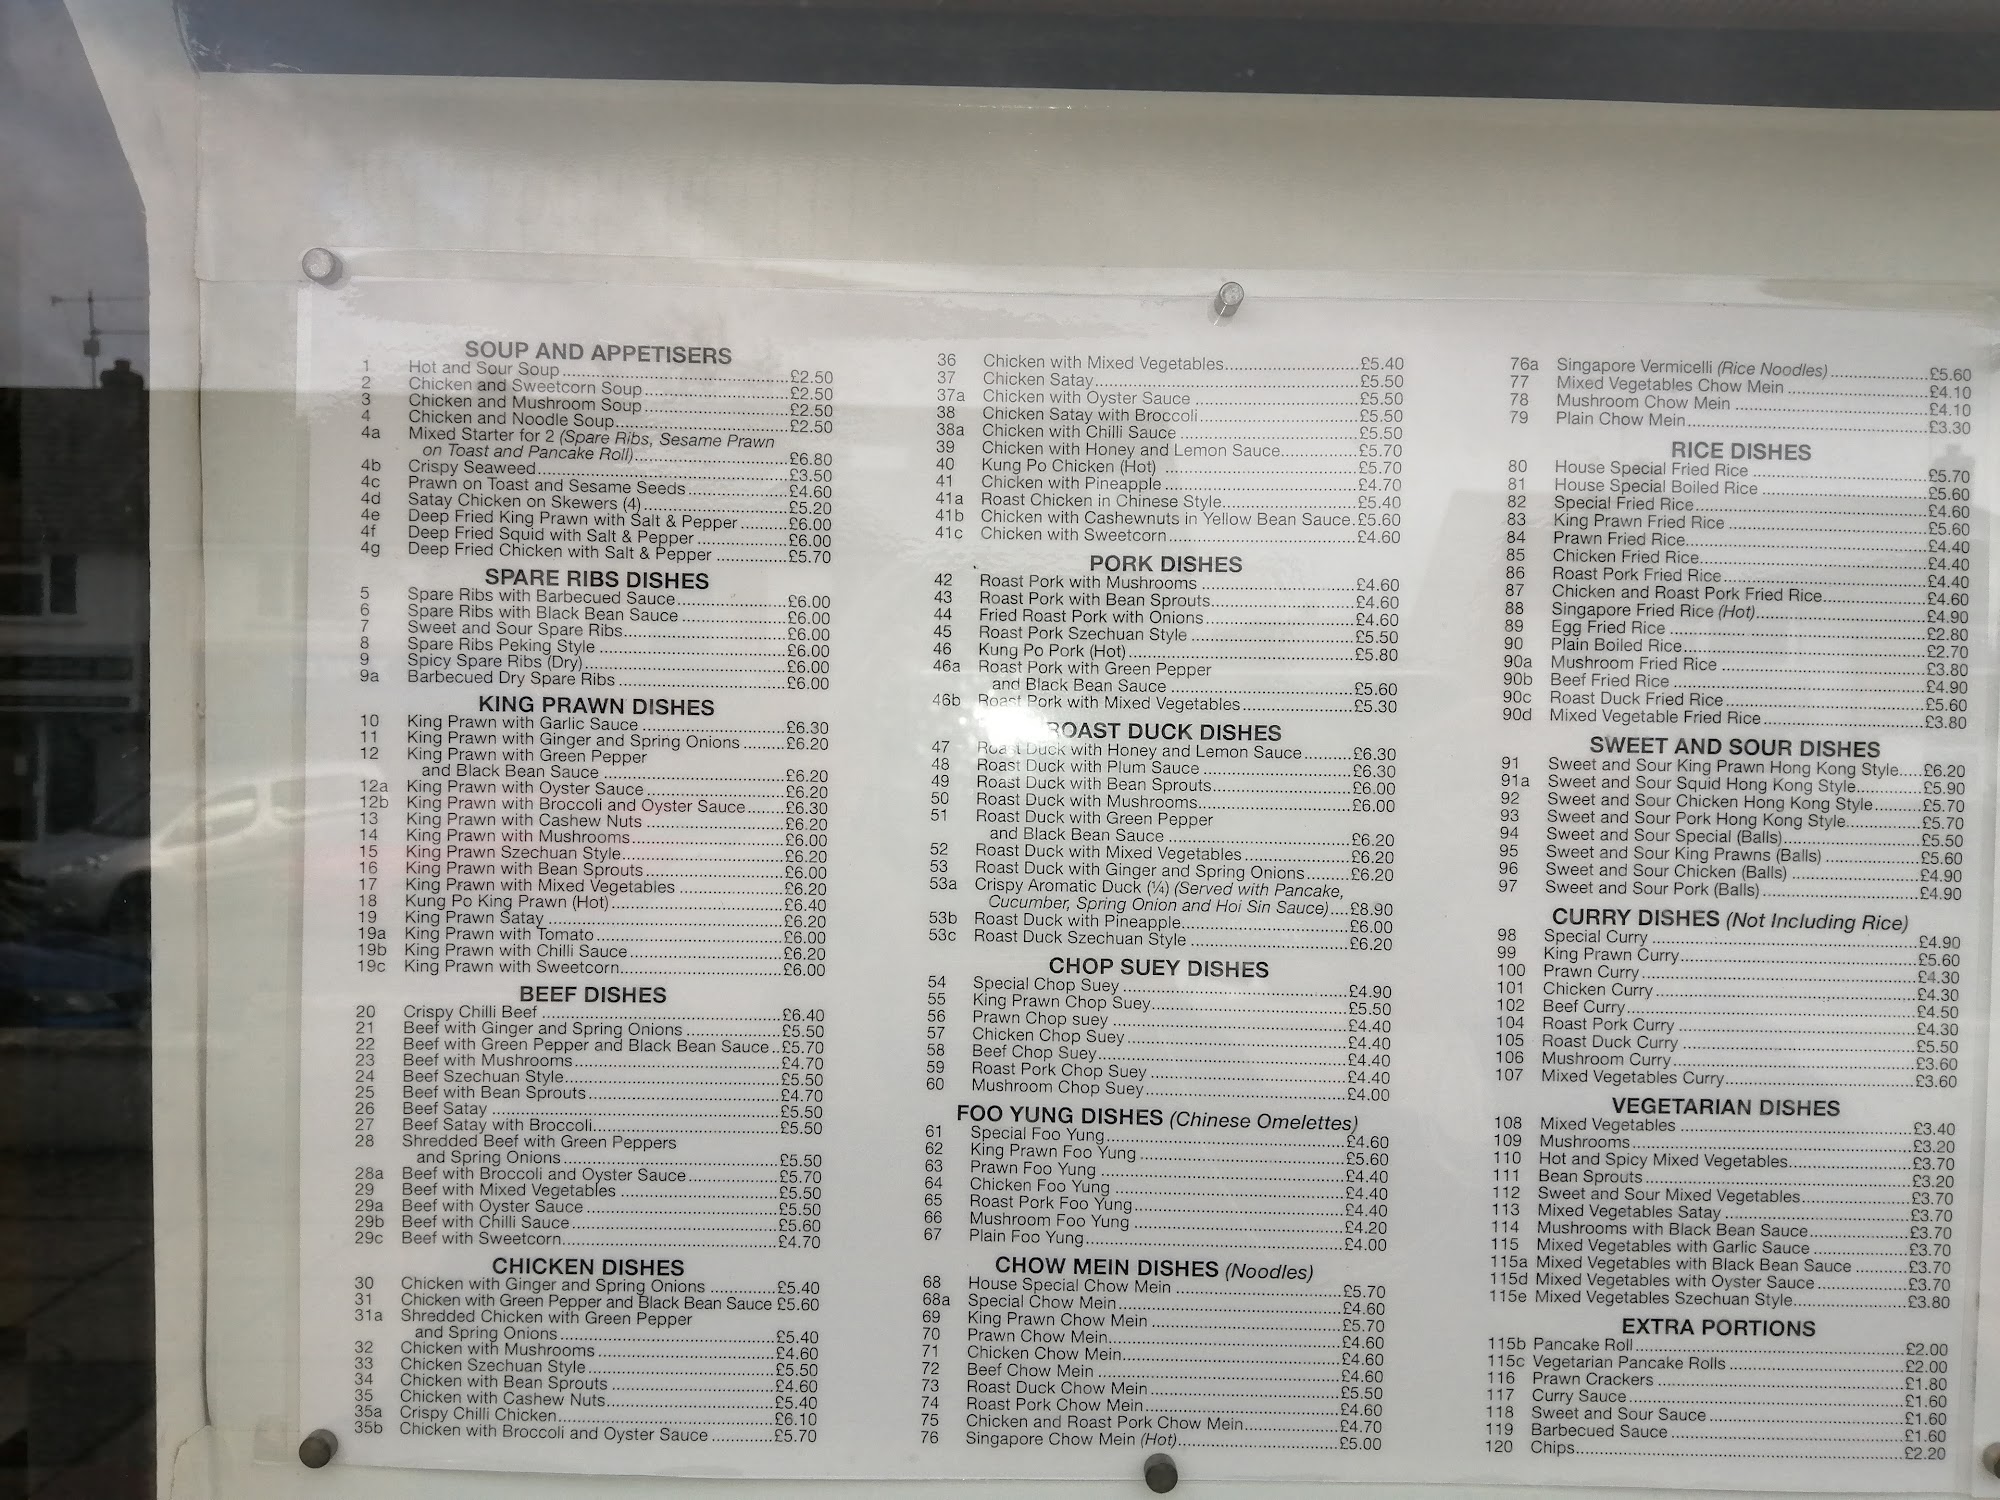 SOUP AND APPETISERS
1 Hot and Sour Soup £2.50
2 Chicken and Sweetcorn Soup £2.50
3 Chicken and Mushroom Soup £2.50
4 Chicken and Noodle Soup £2.50
4a Mixed Starter for 2 (Spare Ribs, Sesame Prawn
on Toast and Pancake Roll) £6.80
4b Crispy Seaweed £3.50
4c Prawn on Toast and Sesame Seeds £4.60
4d Satay Chicken on Skewers (4) £5.20
4e Deep Fried King Prawn with Salt & Pepper £6.00
4f Deep Fried Squid with Salt & Pepper £6.00
4g Deep Fried Chicken with Salt & Pepper £5.70
SPARE RIBS DISHES
5 Spare Ribs with Barbecued Sauce £6.00
6 Spare Ribs with Black Bean Sauce £6.00
7 Sweet and Sour Spare Ribs £6.00
8 Spare Ribs Peking Style £6.00
9 Spicy Spare Ribs (Dry) £6.00
9a Barbecued Dry Spare Ribs £6.00
KING PRAWN DISHES
10 King Prawn with Garlic Sauce £6.30
11 King Prawn with Ginger and Spring Onions £6.20
12 King Prawn with Green Pepper
and Black Bean Sauce £6.20
12a King Prawn with Oyster Sauce £6.20
12b King Prawn with Broccoli and Oyster Sauce £6.30
13 King Prawn with Cashew Nuts £6.20
14 King Prawn with Mushrooms £6.00
15 King Prawn Szechuan Style £6.20
16 King Prawn with Bean Sprouts £6.00
17 King Prawn with Mixed Vegetables £6.20
18 Kung Po King Prawn (Hot) £6.40
19 King Prawn Satay £6.20
19a King Prawn with Tomato £6.00
19b King Prawn with Chilli Sauce £6.20
19c King Prawn with Sweetcorn £6.00
BEEF DISHES
20 Crispy Chilli Beef £6.40
21 Beef with Ginger and Spring Onions £5.50
22 Beef with Green Pepper and Black Bean Sauce £5.70
23 Beef with Mushrooms £4.70
24 Beef Szechuan Style £5.50
25 Beef with Bean Sprouts £4.70
26 Beef Satay £5.50
27 Beef Satay with Broccoli £5.50
28 Shredded Beef with Green Peppers
and Spring Onions £5.50
28a Beef with Broccoli and Oyster Sauce £5.70
29 Beef with Mixed Vegetables £5.50
29a Beef with Oyster Sauce £5.50
29b Beef with Chilli Sauce £5.60
29c Beef with Sweetcorn £4.70
CHICKEN DISHES
30 Chicken with Ginger and Spring Onions £5.40
31 Chicken with Green Pepper and Black Bean Sauce £5.60
31a Shredded Chicken with Green Pepper
and Spring Onions £5.40
32 Chicken with Mushrooms £4.60
33 Chicken Szechuan Style £5.50
34 Chicken with Bean Sprouts £4.60
35 Chicken with Cashew Nuts £5.40
35a Crispy Chilli Chicken £6.10
35b Chicken with Broccoli and Oyster Sauce £5.70
36 Chicken with Mixed Vegetables £5.40
37 Chicken Satay £5.50
37a Chicken with Oyster Sauce £5.50
38 Chicken Satay with Broccoli £5.50
38a Chicken with Chilli Sauce £5.50
39 Chicken with Honey and Lemon Sauce £5.70
40 Kung Po Chicken (Hot) £5.70
41 Chicken with Pineapple £4.70
41a Roast Chicken in Chinese Style £5.40
41b Chicken with Cashewnuts in Yellow Bean Sauce £5.60
41c Chicken with Sweetcorn £4.60
PORK DISHES
42 Roast Pork with Mushrooms £4.60
43 Roast Pork with Bean Sprouts £4.60
44 Fried Roast Pork with Onions £4.60
45 Roast Pork Szechuan Style £5.50
46 Kung Po Pork (Hot) £5.80
46a Roast Pork with Green Pepper
and Black Bean Sauce £5.60
46b Roast Pork with Mixed Vegetables £5.30
ROAST DUCK DISHES
47 Roast Duck with Honey and Lemon Sauce £6.30
48 Roast Duck with Plum Sauce £6.30
49 Roast Duck with Bean Sprouts £6.00
50 Roast Duck with Mushrooms £6.00
51 Roast Duck with Green Pepper
and Black Bean Sauce £6.20
52 Roast Duck with Mixed Vegetables £6.20
53 Roast Duck with Ginger and Spring Onions £6.20
53a Crispy Aromatic Duck (¼) (Served with Pancake,
Cucumber, Spring Onion and Hoi Sin Sauce) £8.90
53b Roast Duck with Pineapple £6.00
53c Roast Duck Szechuan Style £6.20
CHOP SUEY DISHES
54 Special Chop Suey £4.90
55 King Prawn Chop Suey £5.50
56 Prawn Chop suey £4.40
57 Chicken Chop Suey £4.40
58 Beef Chop Suey £4.40
59 Roast Pork Chop Suey £4.40
60 Mushroom Chop Suey £4.00
FOO YUNG DISHES (Chinese Omelettes)
61 Special Foo Yung £4.60
62 King Prawn Foo Yung £5.60
63 Prawn Foo Yung £4.40
64 Chicken Foo Yung £4.40
65 Roast Pork Foo Yung £4.40
66 Mushroom Foo Yung £4.20
67 Plain Foo Yung £4.00
CHOW MEIN DISHES (Noodles)
68 House Special Chow Mein £5.70
68a Special Chow Mein £4.60
69 King Prawn Chow Mein £5.70
70 Prawn Chow Mein £4.60
71 Chicken Chow Mein £4.60
72 Beef Chow Mein £4.60
73 Roast Duck Chow Mein £5.50
74 Roast Pork Chow Mein £4.60
75 Chicken and Roast Pork Chow Mein £4.70
76 Singapore Chow Mein (Hot) £5.00
76a Singapore Vermicelli (Rice Noodles) £5.60
77 Mixed Vegetables Chow Mein £4.10
78 Mushroom Chow Mein £4.10
79 Plain Chow Mein £3.30
RICE DISHES
80 House Special Fried Rice £5.70
81 House Special Boiled Rice £5.60
82 Special Fried Rice £4.60
83 King Prawn Fried Rice £5.60
84 Prawn Fried Rice £4.40
85 Chicken Fried Rice £4.40
86 Roast Pork Fried Rice £4.40
87 Chicken and Roast Pork Fried Rice £4.60
88 Singapore Fried Rice (Hot) £4.90
89 Egg Fried Rice £2.80
90 Plain Boiled Rice £2.70
90a Mushroom Fried Rice £3.80
90b Beef Fried Rice £4.90
90c Roast Duck Fried Rice £5.60
90d Mixed Vegetable Fried Rice £3.80
SWEET AND SOUR DISHES
91 Sweet and Sour King Prawn Hong Kong Style £6.20
91a Sweet and Sour Squid Hong Kong Style £5.90
92 Sweet and Sour Chicken Hong Kong Style £5.70
93 Sweet and Sour Pork Hong Kong Style £5.70
94 Sweet and Sour Special (Balls) £5.50
95 Sweet and Sour King Prawns (Balls) £5.60
96 Sweet and Sour Chicken (Balls) £4.90
97 Sweet and Sour Pork (Balls) £4.90
CURRY DISHES (Not Including Rice)
98 Special Curry £4.90
99 King Prawn Curry £5.60
100 Prawn Curry £4.30
101 Chicken Curry £4.30
102 Beef Curry £4.50
104 Roast Pork Curry £4.30
105 Roast Duck Curry £5.50
106 Mushroom Curry £3.60
107 Mixed Vegetables Curry £3.60
VEGETARIAN DISHES
108 Mixed Vegetables £3.40
109 Mushrooms £3.20
110 Hot and Spicy Mixed Vegetables £3.70
111 Bean Sprouts £3.20
112 Sweet and Sour Mixed Vegetables £3.70
113 Mixed Vegetables Satay £3.70
114 Mushrooms with Black Bean Sauce £3.70
115 Mixed Vegetables with Garlic Sauce £3.70
115a Mixed Vegetables with Black Bean Sauce £3.70
115d Mixed Vegetables with Oyster Sauce £3.70
115e Mixed Vegetables Szechuan Style £3.80
EXTRA PORTIONS
115b Pancake Roll £2.00
115c Vegetarian Pancake Rolls £2.00
116 Prawn Crackers £1.80
117 Curry Sauce £1.60
118 Sweet and Sour Sauce £1.60
119 Barbecued Sauce £1.60
120 Chips £2.20